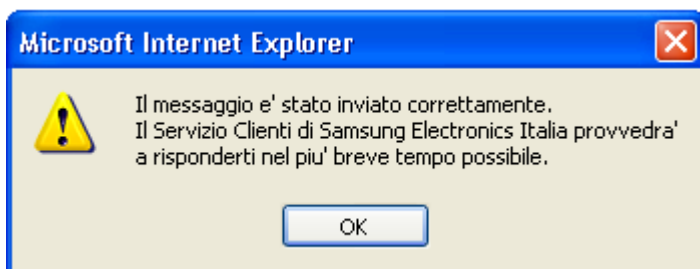 Microsoft Internet Explorer
Il messaggio e' stato inviato correttamente.
Il Servizio Clienti di Samsung Electronics Italia provvedra'
a risponderti nel piu' breve tempo possibile.
OK